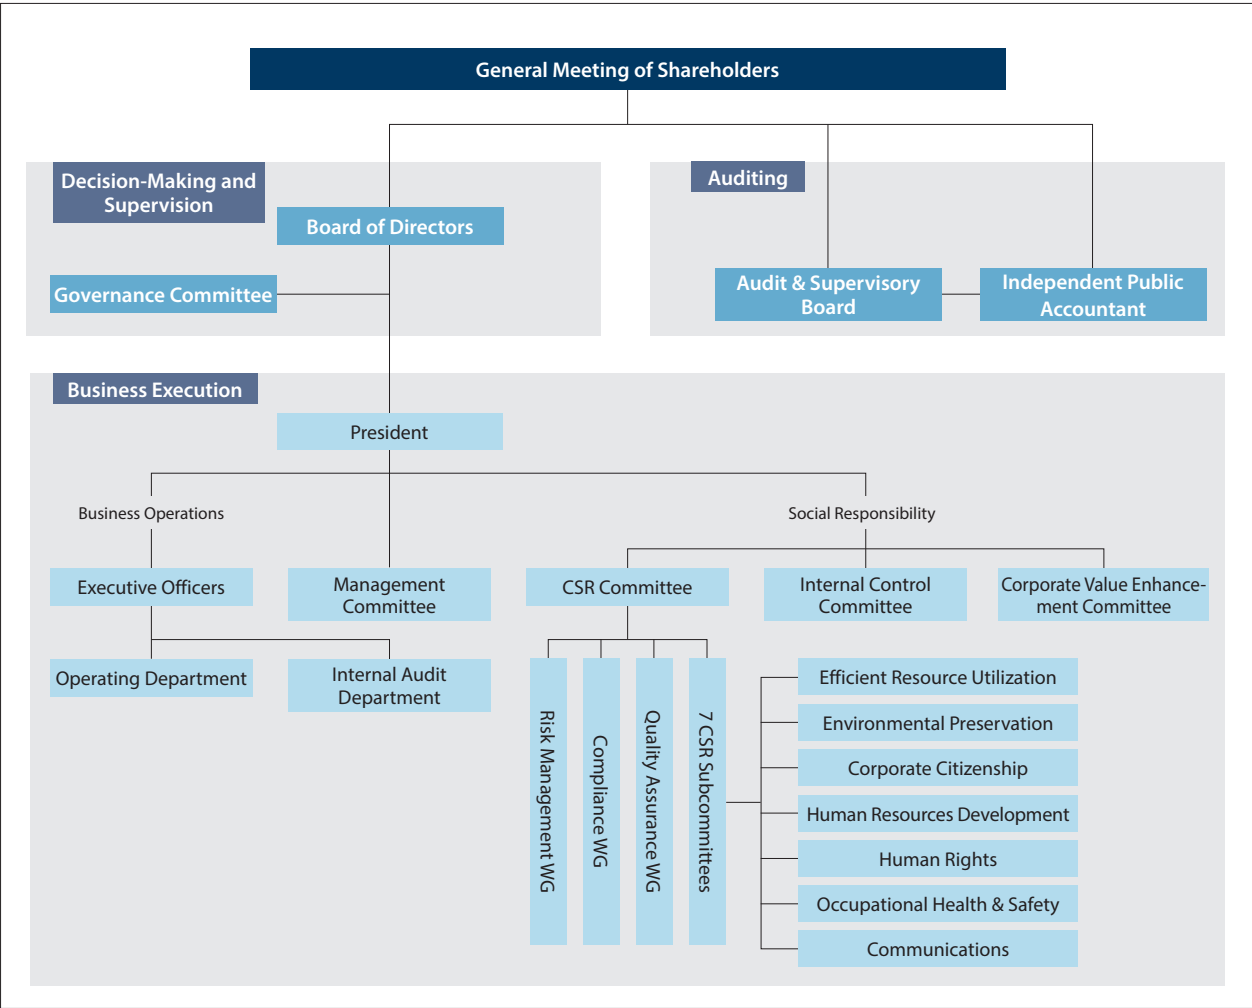 General Meeting of Shareholders
Decision-Making and
Supervision
Auditing
Board of Directors
Governance Committee
Audit & Supervisory
Board
Independent Public
Accountant
Business Execution
President
Business Operations
Social Responsibility
Executive Officers
Management
Committee
CSR Committee
Internal Control
Committee
Corporate Value Enhance-
ment Committee
Operating Department
Internal Audit
Department
Risk Management WG
Compliance WG
Quality Assurance WG
7 CSR Subcommittees
Efficient Resource Utilization
Environmental Preservation
Corporate Citizenship
Human Resources Development
Human Rights
Occupational Health & Safety
Communications